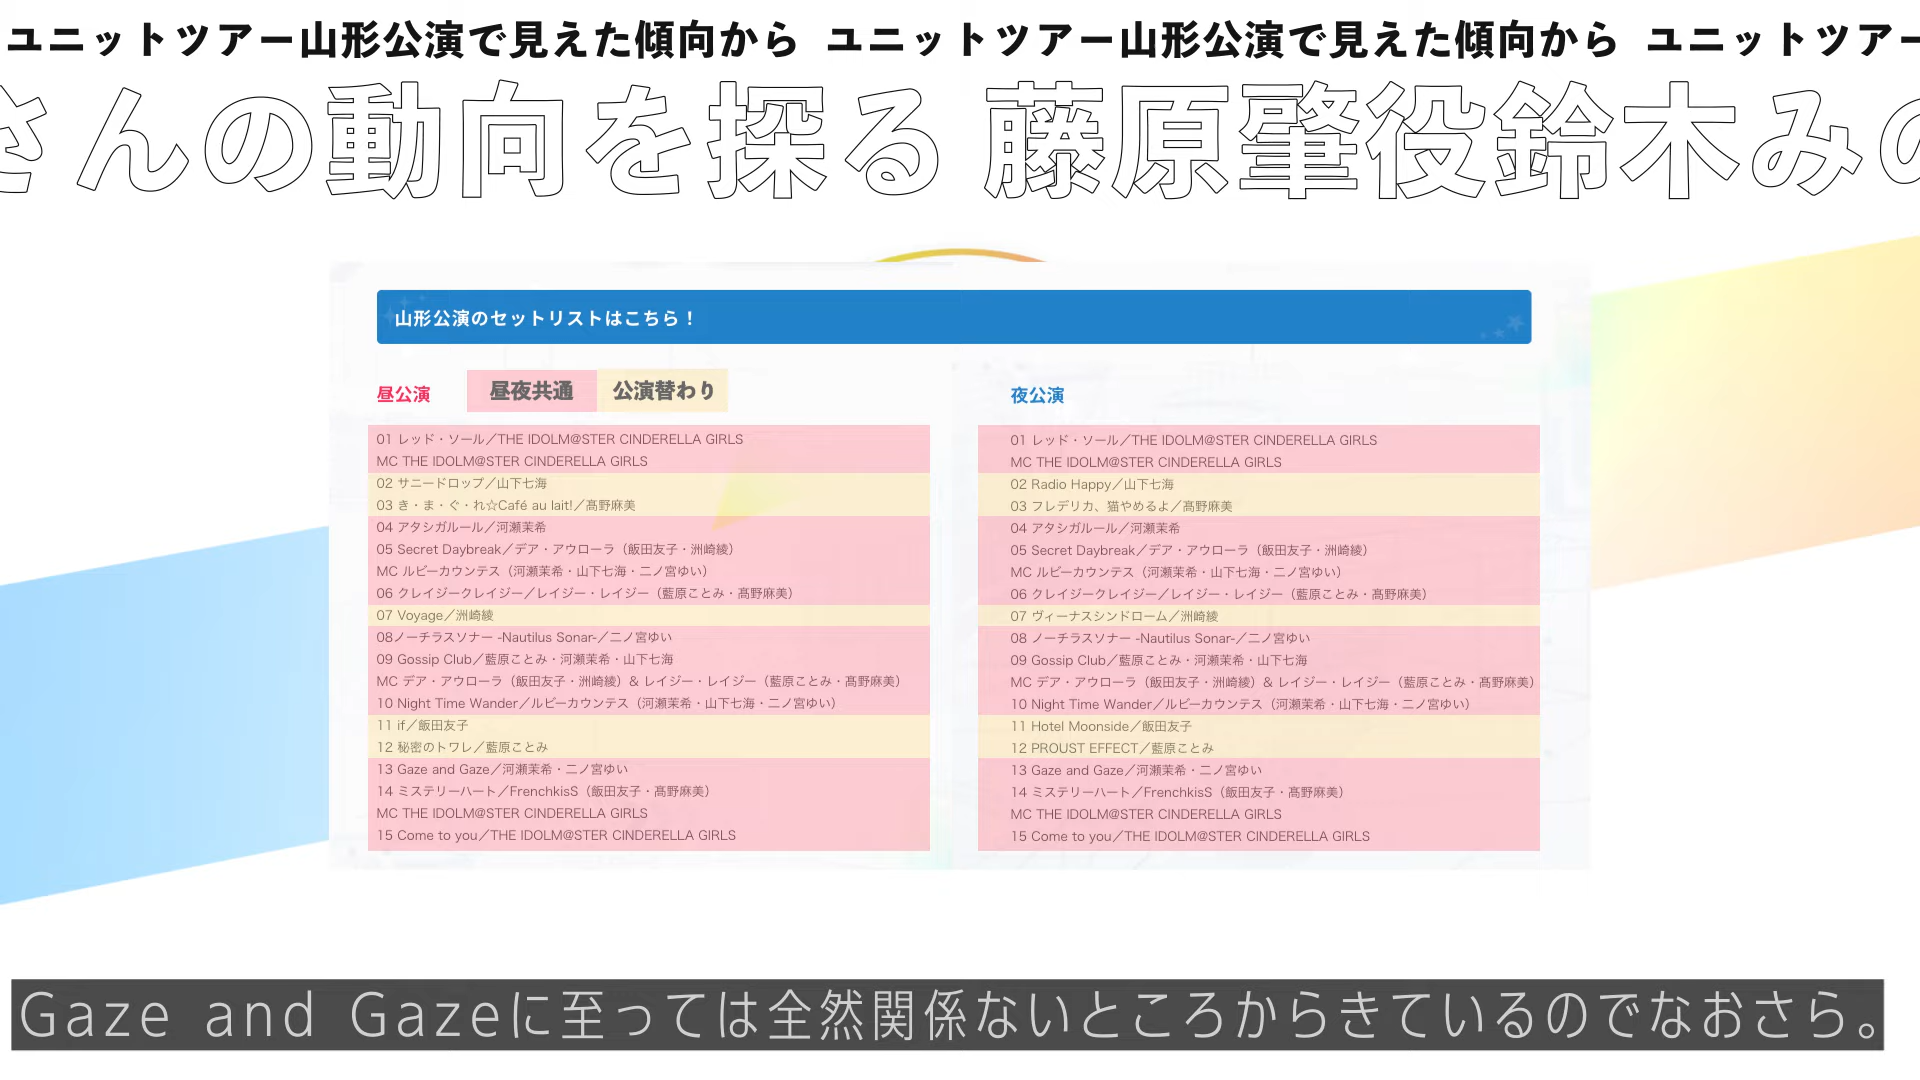 ユニットツアー山形公演で見えた傾向から ユニットツアー山形公演で見えた傾向から ユニットツアー
さんの動向を探る 藤原肇役鈴木みの
山形公演のセットリストはこちら！
昼公演 昼夜共通 公演替わり
01 レッド・ソール／THE IDOLM@STER CINDERELLA GIRLS
MC THE IDOLM@STER CINDERELLA GIRLS
02 サニードロップ／山下七海
03 き・ま・ぐ・れ☆Café au lait!／髙野麻美
04 アタシガルール／河瀬茉希
05 Secret Daybreak／デア・アウローラ（飯田友子・洲崎綾）
MC ルビーカウンテス（河瀬茉希・山下七海・二ノ宮ゆい）
06 クレイジークレイジー／レイジー・レイジー（藍原ことみ・髙野麻美）
07 Voyage／洲崎綾
08ノーチラスソナー -Nautilus Sonar-／二ノ宮ゆい
09 Gossip Club／藍原ことみ・河瀬茉希・山下七海
MC デア・アウローラ（飯田友子・洲崎綾）& レイジー・レイジー（藍原ことみ・髙野麻美）
10 Night Time Wander／ルビーカウンテス（河瀬茉希・山下七海・二ノ宮ゆい）
11 if／飯田友子
12 秘密のトワレ／藍原ことみ
13 Gaze and Gaze／河瀬茉希・二ノ宮ゆい
14 ミステリーハート／FrenchkisS（飯田友子・髙野麻美）
MC THE IDOLM@STER CINDERELLA GIRLS
15 Come to you／THE IDOLM@STER CINDERELLA GIRLS
夜公演
01 レッド・ソール／THE IDOLM@STER CINDERELLA GIRLS
MC THE IDOLM@STER CINDERELLA GIRLS
02 Radio Happy／山下七海
03 フレデリカ、猫やめるよ／髙野麻美
04 アタシガルール／河瀬茉希
05 Secret Daybreak／デア・アウローラ（飯田友子・洲崎綾）
MC ルビーカウンテス（河瀬茉希・山下七海・二ノ宮ゆい）
06 クレイジークレイジー／レイジー・レイジー（藍原ことみ・髙野麻美）
07 ヴィーナスシンドローム／洲崎綾
08 ノーチラスソナー -Nautilus Sonar-／二ノ宮ゆい
09 Gossip Club／藍原ことみ・河瀬茉希・山下七海
MC デア・アウローラ（飯田友子・洲崎綾）& レイジー・レイジー（藍原ことみ・髙野麻美）
10 Night Time Wander／ルビーカウンテス（河瀬茉希・山下七海・二ノ宮ゆい）
11 Hotel Moonside／飯田友子
12 PROUST EFFECT／藍原ことみ
13 Gaze and Gaze／河瀬茉希・二ノ宮ゆい
14 ミステリーハート／FrenchkisS（飯田友子・髙野麻美）
MC THE IDOLM@STER CINDERELLA GIRLS
15 Come to you／THE IDOLM@STER CINDERELLA GIRLS
Gaze and Gazeに至っては全然関係ないところからきているのでなおさら。